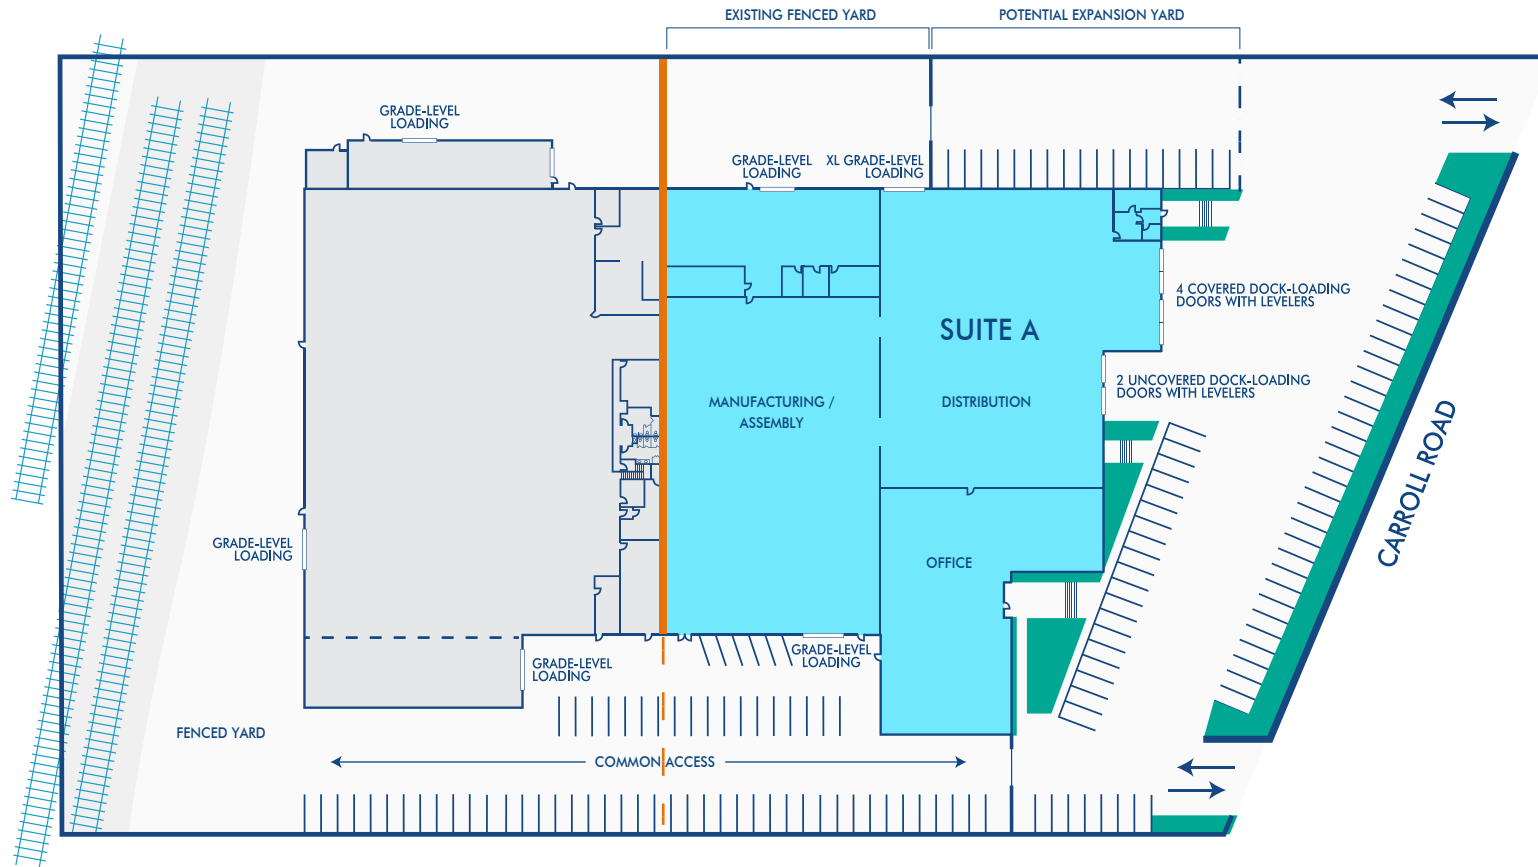 EXISTING FENCED YARD
POTENTIAL EXPANSION YARD
GRADE-LEVEL
LOADING
GRADE-LEVEL
LOADING
XL GRADE-LEVEL
LOADING
4 COVERED DOCK-LOADING
DOORS WITH LEVELERS
SUITE A
2 UNCOVERED DOCK-LOADING
DOORS WITH LEVELERS
MANUFACTURING /
ASSEMBLY
DISTRIBUTION
CARROLL ROAD
GRADE-LEVEL
LOADING
OFFICE
GRADE-LEVEL
LOADING
GRADE-LEVEL
LOADING
FENCED YARD
COMMON ACCESS